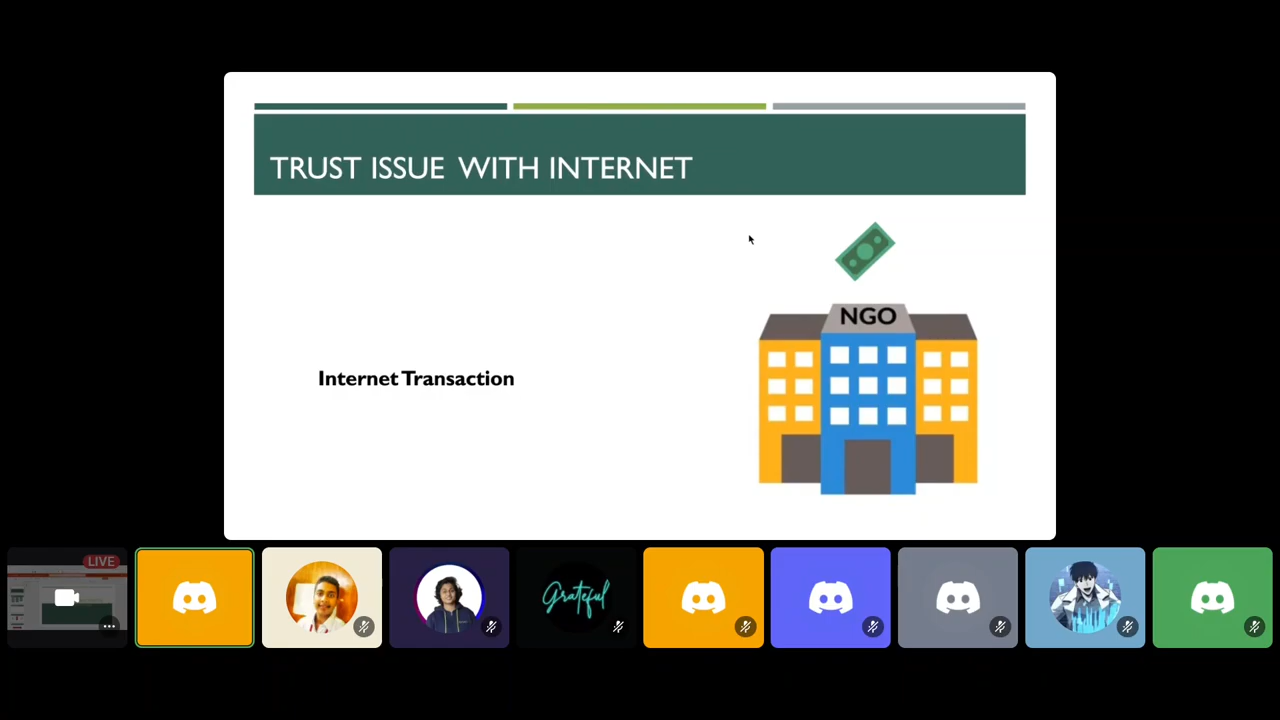 TRUST ISSUE WITH INTERNET
NGO
Internet Transaction
LIVE
Grateful